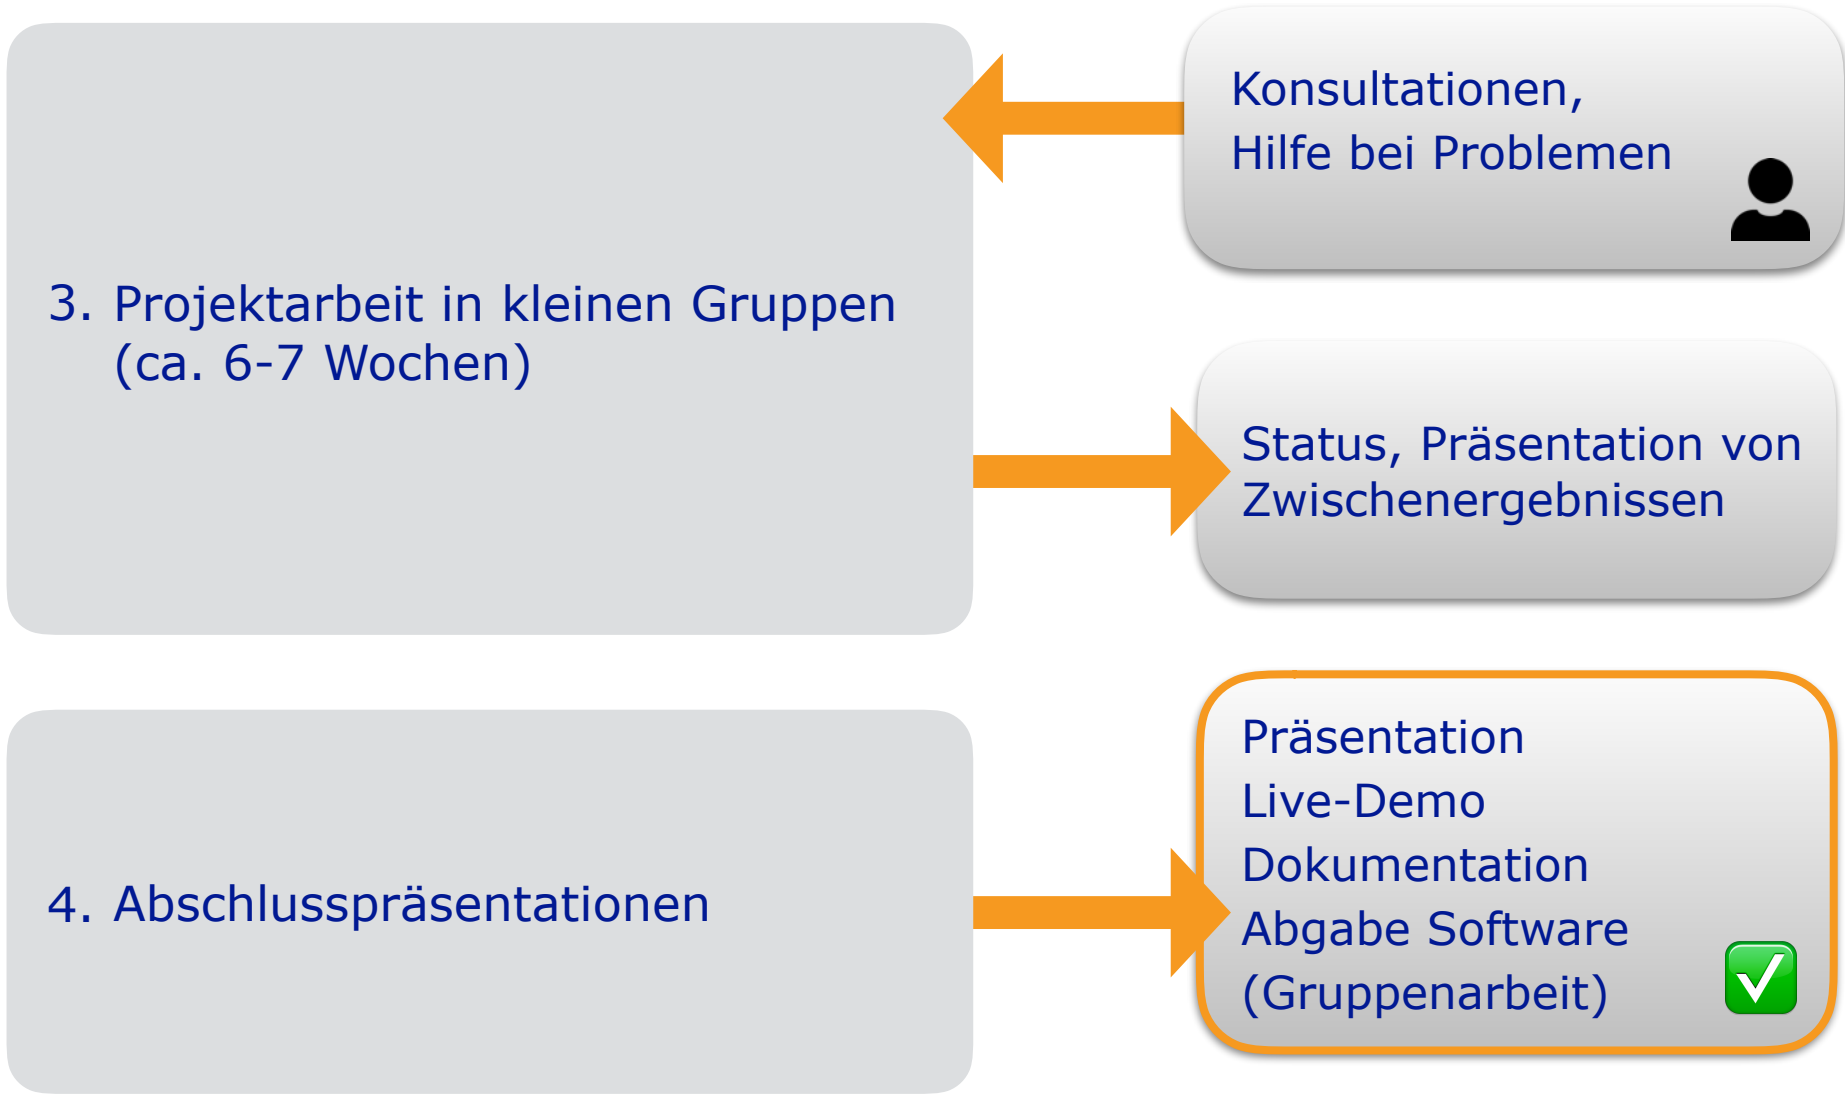 3. Projektarbeit in kleinen Gruppen
(ca. 6-7 Wochen)
Konsultationen,
Hilfe bei Problemen
Status, Präsentation von
Zwischenergebnissen
4. Abschlusspräsentationen
Präsentation
Live-Demo
Dokumentation
Abgabe Software
(Gruppenarbeit)